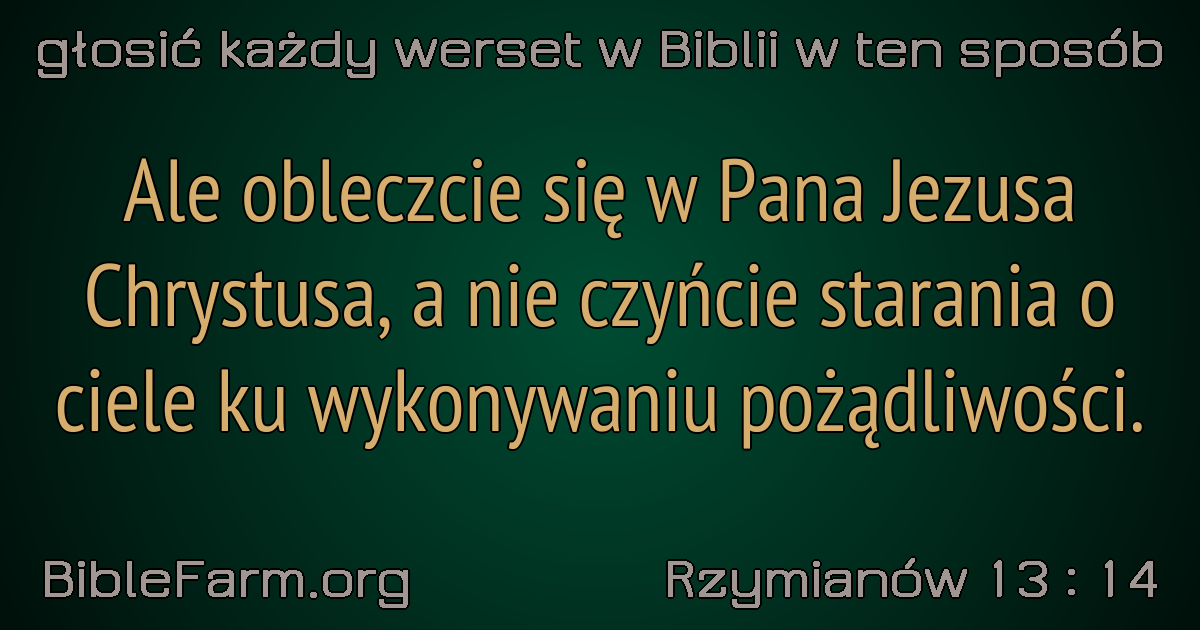 głosić każdy werset w Biblii w ten sposób
Ale obleczcie się w Pana Jezusa
Chrystusa, a nie czyńcie starania o
ciele ku wykonywaniu pożądliwości.
BibleFarm.org
Rzymianów 13 : 14